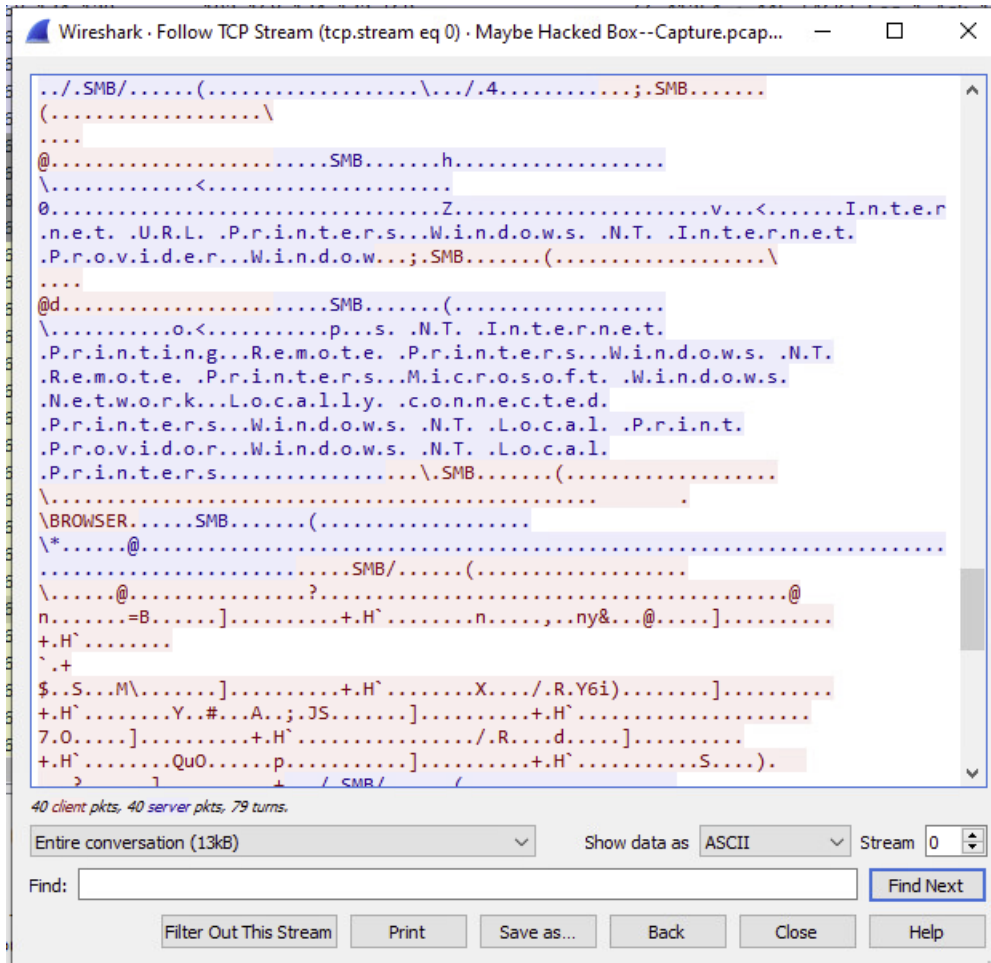 Wireshark · Follow TCP Stream (tcp.stream eq 0) · Maybe Hacked Box--Capture.pcap...
../.SMB/......(...................\.../.4.............;.SMB.......
(...................\
....
@..........................SMB.......h...................
\.............<......................
0...................................Z.......................v...<.......I.n.t.e.r
.n.e.t. .U.R.L. .P.r.i.n.t.e.r.s...W.i.n.d.o.w.s. .N.T. .I.n.t.e.r.n.e.t.
.P.r.o.v.i.d.e.r...W.i.n.d.o.w...;.SMB.......(...................\
....
@d.........................SMB.......(...................
\...........o.<...........p...s. .N.T. .I.n.t.e.r.n.e.t.
.P.r.i.n.t.i.n.g...R.e.m.o.t.e. .P.r.i.n.t.e.r.s...W.i.n.d.o.w.s. .N.T.
.R.e.m.o.t.e. .P.r.i.n.t.e.r.s...M.i.c.r.o.s.o.f.t. .W.i.n.d.o.w.s.
.N.e.t.w.o.r.k...L.o.c.a.l.l.y. .c.o.n.n.e.c.t.e.d.
.P.r.i.n.t.e.r.s...W.i.n.d.o.w.s. .N.T. .L.o.c.a.l. .P.r.i.n.t.
.P.r.o.v.i.d.o.r...W.i.n.d.o.w.s. .N.T. .L.o.c.a.l.
.P.r.i.n.t.e.r.s..................\.SMB.......(...................
\.................................................. .
\BROWSER......SMB.......(...................
\*......@.........................................................................
............................SMB/......(...................
\......@................?..........................................@
n.......=B......]..........+.H`........n.....,..ny&...@.....]..........
+.H`........
`.+
$..S...M\.......]..........+.H`........X..../.R.Y6i)........]..........
+.H`........Y..#...A..;.JS.......]..........+.H`.....................
7.O.....]..........+.H`................/.R....d.....]..........
+.H`........QuO......p...........]..........+.H`...........S....).
40 client pkts, 40 server pkts, 79 turns.
Entire conversation (13kB)
Show data as ASCII
Stream 0
Find:
Find Next
Filter Out This Stream
Print
Save as...
Back
Close
Help